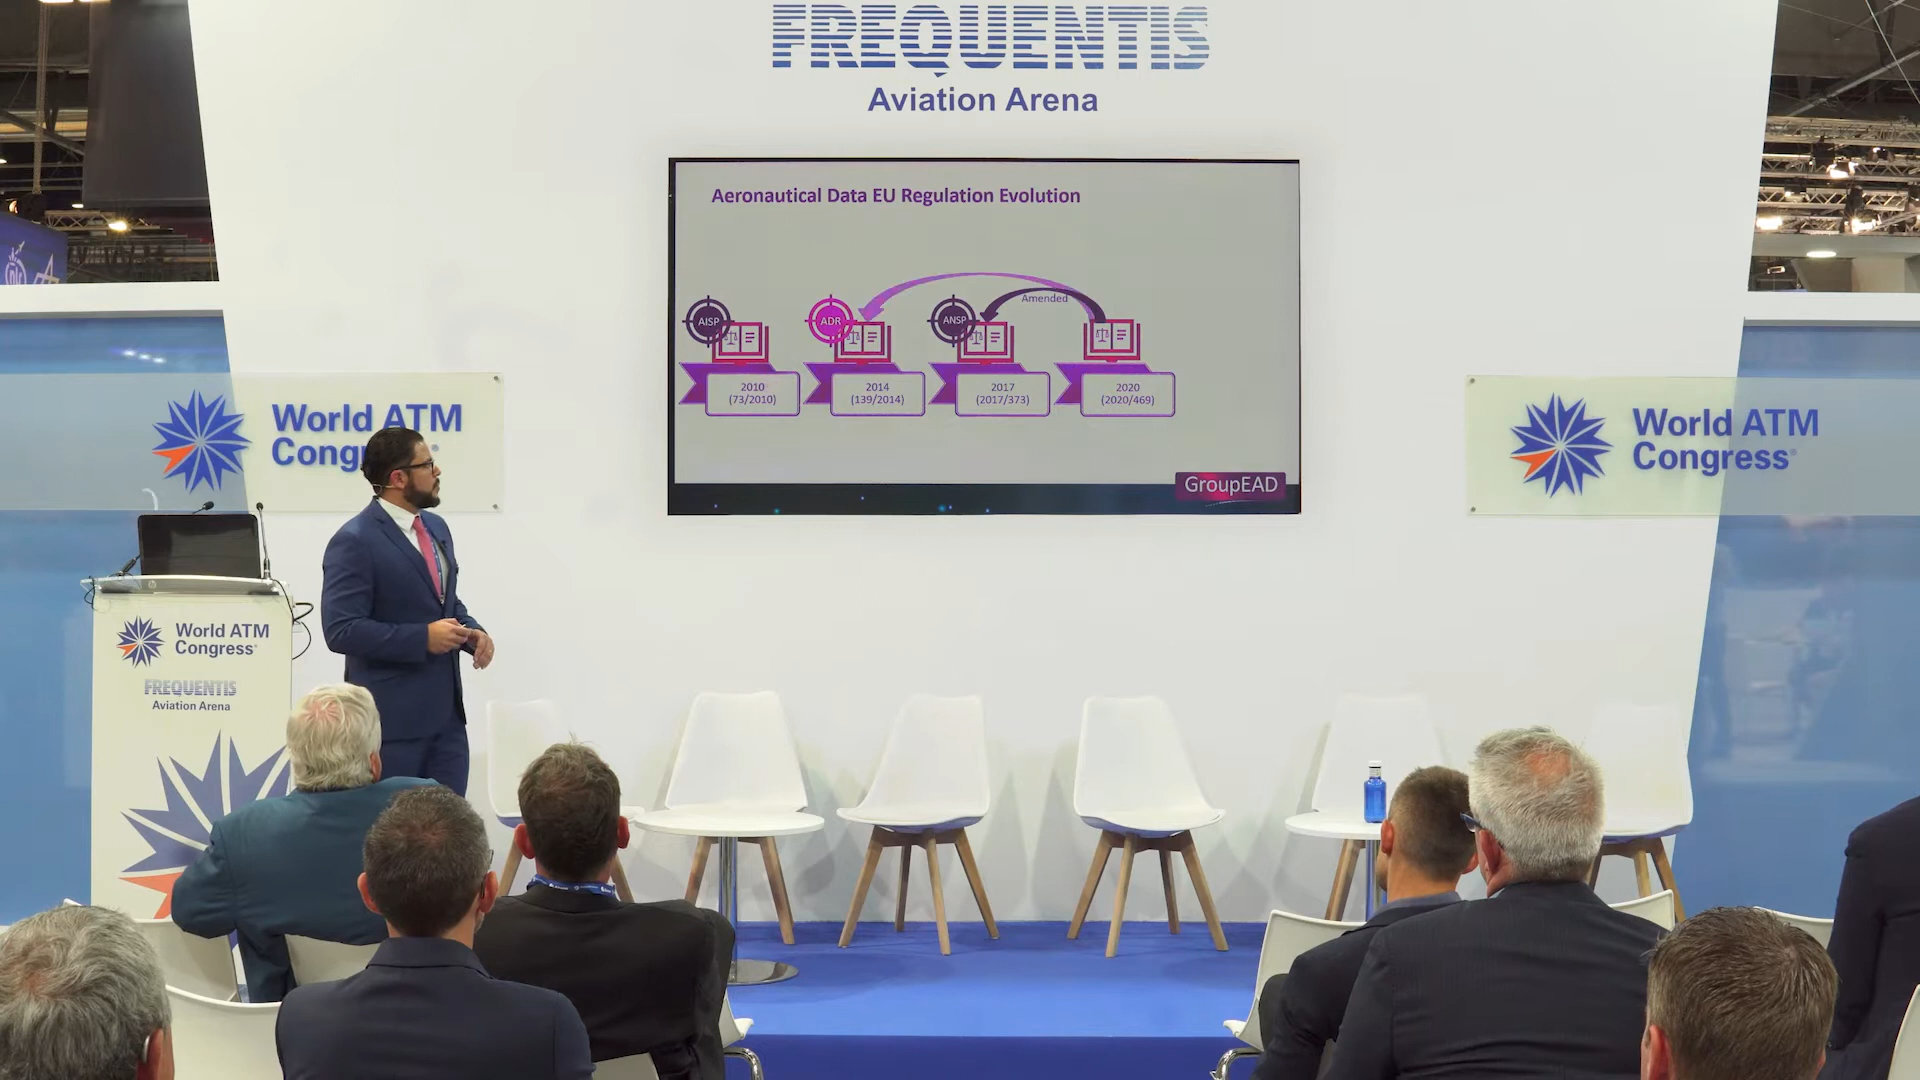 FREQUENTIS
Aviation Arena
Aeronautical Data EU Regulation Evolution
Amended
AISP
ADR
ANSP
2010
(73/2010)
2014
(139/2014)
2017
(2017/373)
2020
(2020/469)
GroupEAD
World ATM
Cong
World ATM
Congress
World ATM
Congress
FREQUENTIS
Aviation Arena